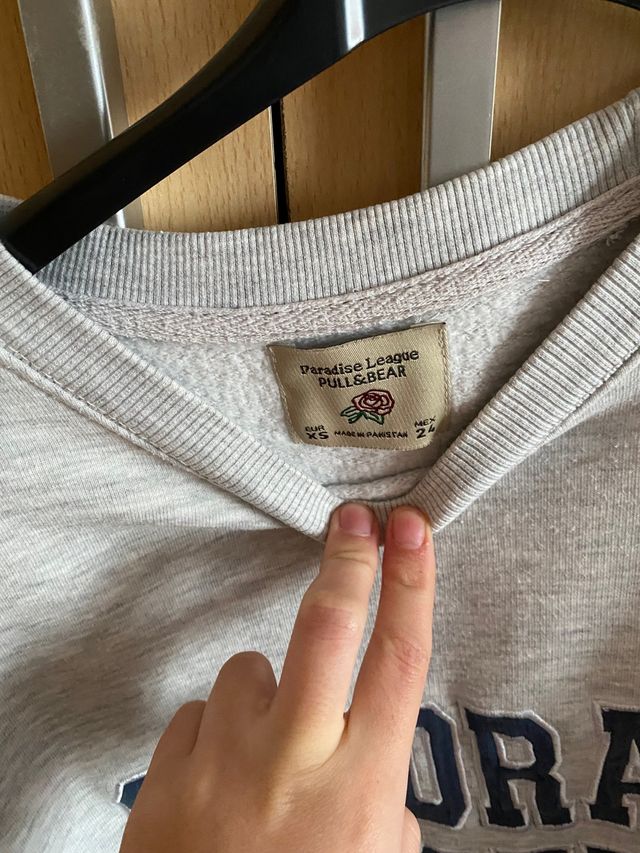 Paradise League
PULL&BEAR
EUR MEX
XS MADE IN PAKISTAN 24
ORA